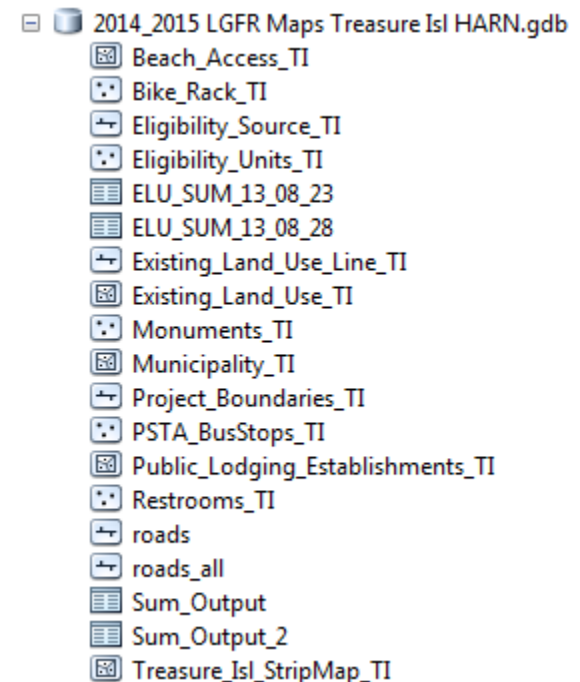 2014_2015 LGFR Maps Treasure Isl HARN.gdb
Beach_Access_TI
Bike_Rack_TI
Eligibility_Source_TI
Eligibility_Units_TI
ELU_SUM_13_08_23
ELU_SUM_13_08_28
Existing_Land_Use_Line_TI
Existing_Land_Use_TI
Monuments_TI
Municipality_TI
Project_Boundaries_TI
PSTA_BusStops_TI
Public_Lodging_Establishments_TI
Restrooms_TI
roads
roads_all
Sum_Output
Sum_Output_2
Treasure_Isl_StripMap_TI